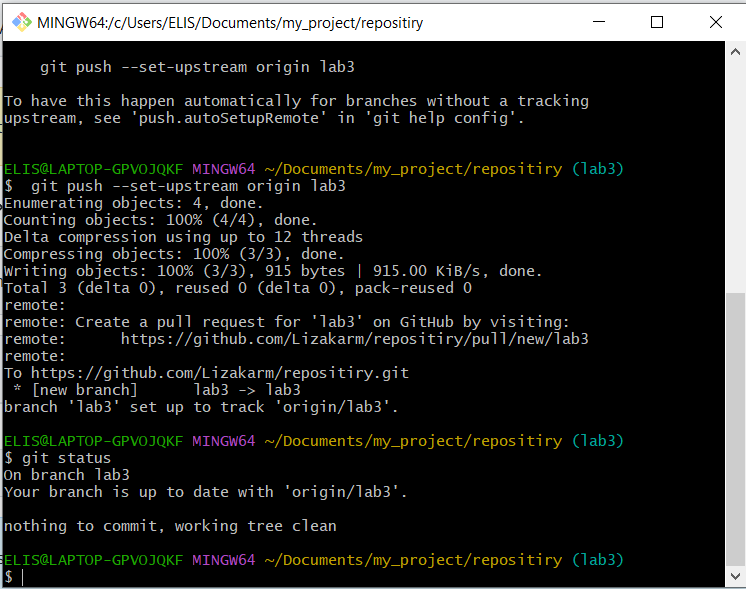 MINGW64:/c/Users/ELIS/Documents/my_project/repositiry
git push --set-upstream origin lab3
To have this happen automatically for branches without a tracking
upstream, see 'push.autoSetupRemote' in 'git help config'.
ELIS@LAPTOP-GPVOJQKF MINGW64 ~/Documents/my_project/repositiry (lab3)
$  git push --set-upstream origin lab3
Enumerating objects: 4, done.
Counting objects: 100% (4/4), done.
Delta compression using up to 12 threads
Compressing objects: 100% (3/3), done.
Writing objects: 100% (3/3), 915 bytes | 915.00 KiB/s, done.
Total 3 (delta 0), reused 0 (delta 0), pack-reused 0
remote:
remote: Create a pull request for 'lab3' on GitHub by visiting:
remote:      https://github.com/Lizakarm/repositiry/pull/new/lab3
remote:
To https://github.com/Lizakarm/repositiry.git
 * [new branch]      lab3 -> lab3
branch 'lab3' set up to track 'origin/lab3'.
ELIS@LAPTOP-GPVOJQKF MINGW64 ~/Documents/my_project/repositiry (lab3)
$ git status
On branch lab3
Your branch is up to date with 'origin/lab3'.
nothing to commit, working tree clean
ELIS@LAPTOP-GPVOJQKF MINGW64 ~/Documents/my_project/repositiry (lab3)
$